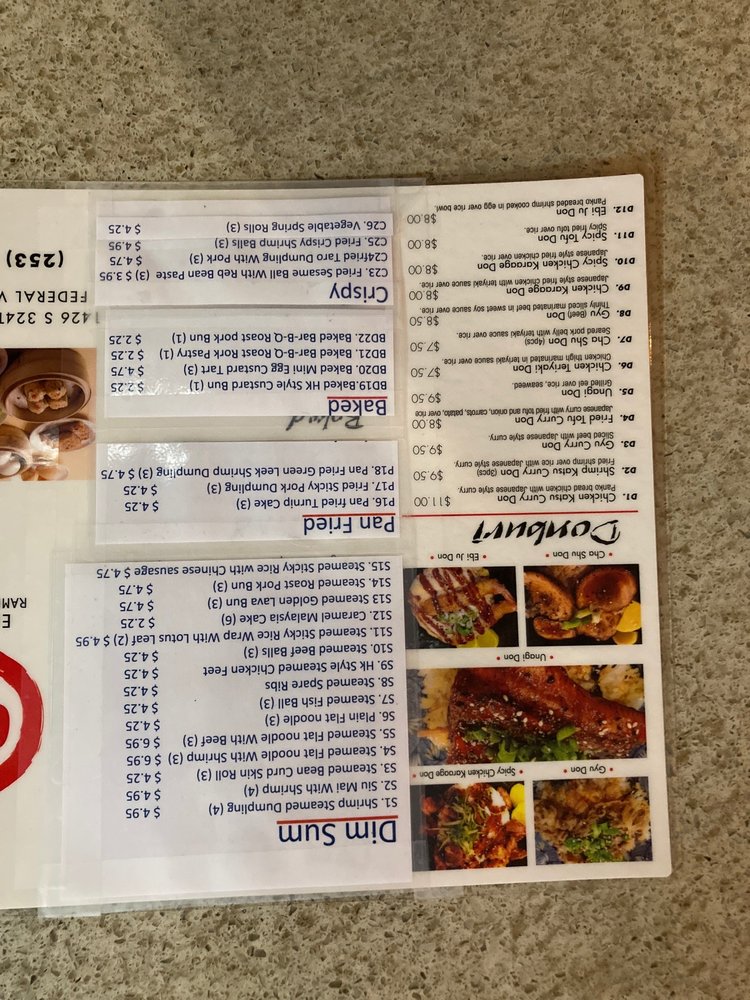 Gyu Don
Spicy Chicken Karaage Don
Unagi Don
Cha Shu Don
Ebi Ju Don
Donburi
D1. Chicken Katsu Curry Don $11.00
Panko bread chicken with Japanese style curry.
D2. Shrimp Katsu Curry Don (3pcs) $9.50
Fried shrimp over rice with Japanese style curry.
D3. Gyu Curry Don $9.50
Sliced beef with Japanese style curry.
D4. Fried Tofu Curry Don $8.00
Japanese curry with fried tofu and onion, carrots, potato, over rice
D5. Unagi Don
Grilled eel over rice, seaweed.
D6. Chicken Teriyaki Don $7.50
Chicken thigh marinated in teriyaki sauce over rice.
D7. Cha Don Shu Don (4pcs) $7.50
Seared pork belly with teriyaki sauce over rice.
D8. Gyu (Beef) Don $8.50
Thinly sliced marinated beef in sweet soy sauce over rice.
D9. Chicken Karaage Don $8.00
Japanese style fried chicken with teriyaki sauce over rice.
D10. Spicy Chicken Karaage Don $8.00
Japanese style fried chicken over rice.
D11. Spicy Tofu Don $8.00
Spicy fried tofu over rice.
D12. Ebi Ju Don $8.00
Panko breaded shrimp cooked in egg over rice bowl.
Dim Sum
S1. Shrimp Steamed Dumpling (4) $ 4.95
S2. Siu Mai With Shrimp (4) $ 4.95
S3. Steamed Bean Curd Skin Roll (3) $ 4.25
S4. Steamed Flat noodle With Shrimp (3) $ 6.95
S5. Steamed Flat noodle With Beef (3) $ 6.95
S6. Plain Flat noodle (3) $ 4.25
S7. Steamed Fish Ball (3) $ 4.25
S8. Steamed Spare Ribs $ 4.25
S9. Hk Style Steamed Chicken Feet $ 4.25
S10. Steamed Beef Balls (3) $ 4.25
S11. Steamed Sticky Rice Wrap With Lotus Leaf (2) $ 4.95
S12. Caramel Malaysia Cake (6) $ 2.25
S13 Steamed Golden Lava Bun (3) $ 4.75
S14. Steamed Roast Pork Bun (3) $ 4.75
S15. Steamed Sticky Rice with Chinese sausage $ 4.75
Pan Fried
P16. Pan fried Turnip Cake (3) $ 4.25
P17. Fried Sticky Pork Dumpling (3) $ 4.25
P18. Pan Fried Green Leek Shrimp Dumpling (3) $ 4.75
Baked
BD19.Baked HK Style Custard Bun (1) $ 2.25
BD20. Baked Mini Egg Custard Tart (3) $ 4.75
BD21. Baked Bar-B-Q Roast Pork Pastry (1) $ 2.25
BD22. Baked Bar-B-Q Roast pork Bun (1) $ 2.25
Crispy
C23. Fried Sesame Ball With Reb Bean Paste (3) $ 3.95
C24fried Taro Dumpling With Pork (3) $ 4.75
C25. Fried Crispy Shrimp Balls (3) $ 4.95
C26. Vegetable Spring Rolls (3) $ 4.25
1426 S 324T
FEDERAL
(253)